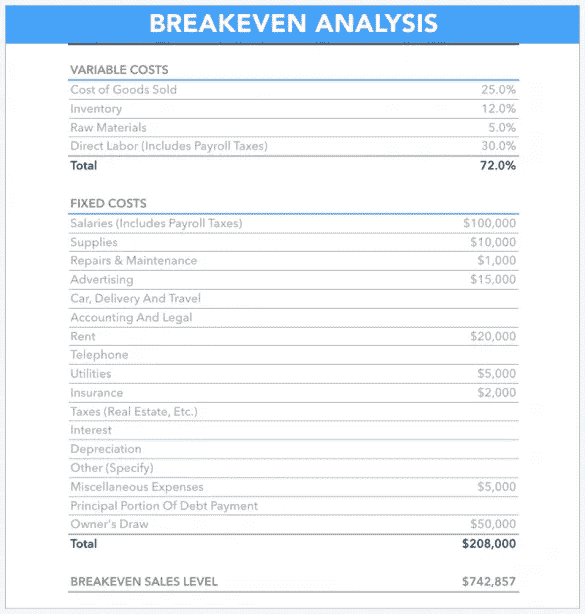 BREAKEVEN ANALYSIS
VARIABLE COSTS
Cost of Goods Sold 25.0%
Inventory 12.0%
Raw Materials 5.0%
Direct Labor (Includes Payroll Taxes) 30.0%
Total 72.0%
FIXED COSTS
Salaries (Includes Payroll Taxes) $100,000
Supplies $10,000
Repairs & Maintenance $1,000
Advertising $15,000
Car, Delivery And Travel
Accounting And Legal
Rent $20,000
Telephone
Utilities $5,000
Insurance $2,000
Taxes (Real Estate, Etc.)
Interest
Depreciation
Other (Specify)
Miscellaneous Expenses $5,000
Principal Portion Of Debt Payment
Owner's Draw $50,000
Total $208,000
BREAKEVEN SALES LEVEL $742,857